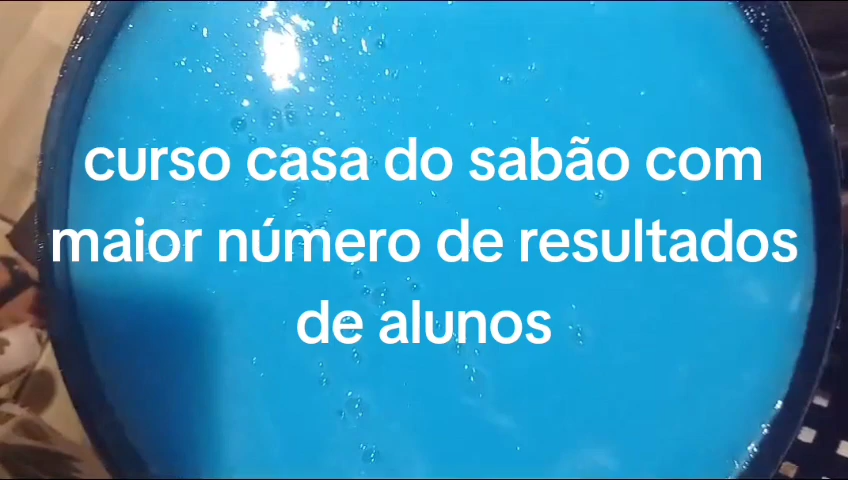 curso casa do sabão com
maior número de resultados
de alunos